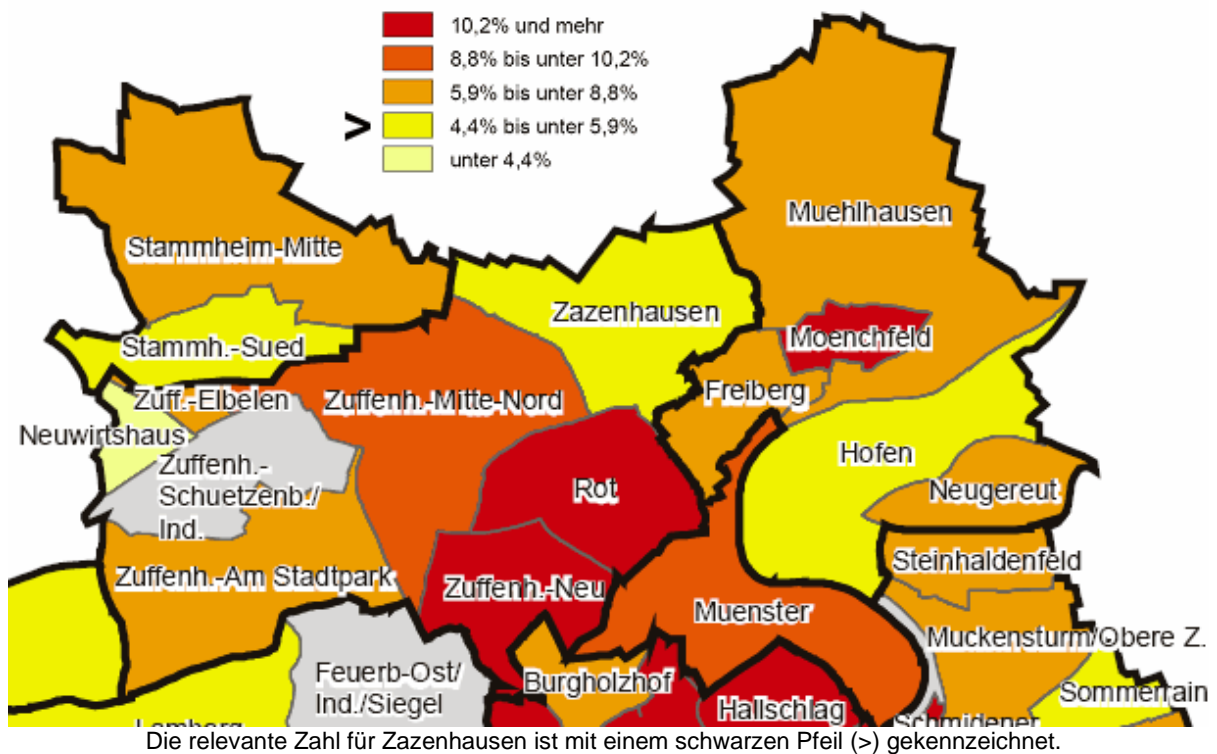 10,2% und mehr
8,8% bis unter 10,2%
5,9% bis unter 8,8%
>
4,4% bis unter 5,9%
unter 4,4%
Muehlhausen
Stammheim-Mitte
Zazenhausen
Moenchfeld
Stammh.-Sued
Freiberg
Zuff.-Elbelen
Zuffenh.-Mitte-Nord
Neuwirtshaus
Hofen
Zuffenh.-
Schuetzenb./
Ind.
Rot
Neugereut
Steinhaldenfeld
Zuffenh.-Am Stadtpark
Zuffenh.-Neu
Muenster
Muckensturm/Obere Z.
Feuerb-Ost/
Ind./Siegel
Burgholzhof
Sommerrain
Hallschlag
Schmidener
Lemberg
Die relevante Zahl für Zazenhausen ist mit einem schwarzen Pfeil (>) gekennzeichnet.